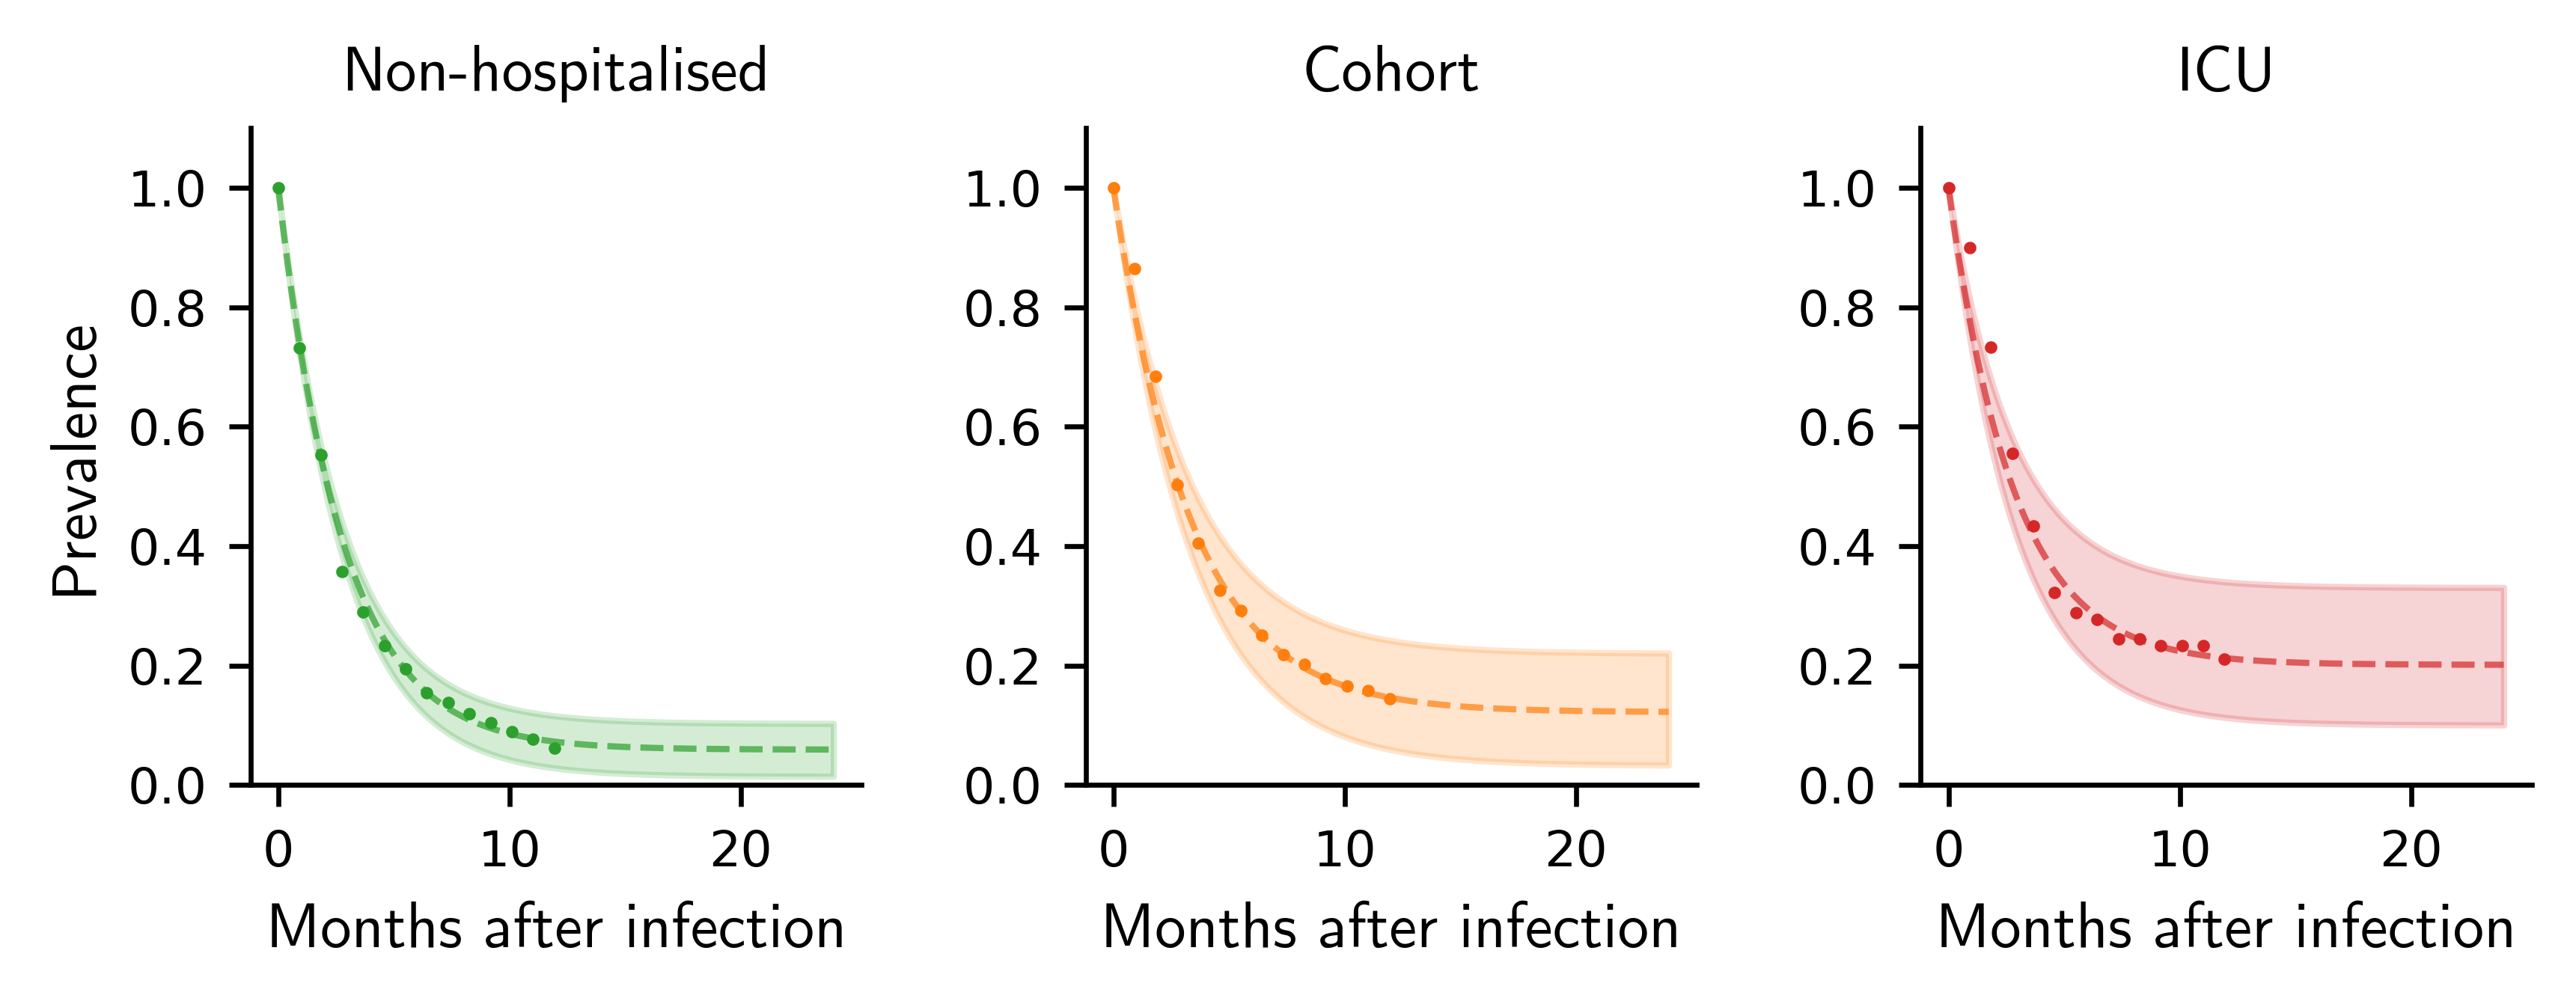 Non-hospitalised Cohort ICU
1.0 1.0 1.0
0.8 0.8 0.8
0.6 0.6 0.6
0.4 0.4 0.4
0.2 0.2 0.2
0.0 0.0 0.0
Prevalence
0 10 20 0 10 20 0 10 20
Months after infection Months after infection Months after infection